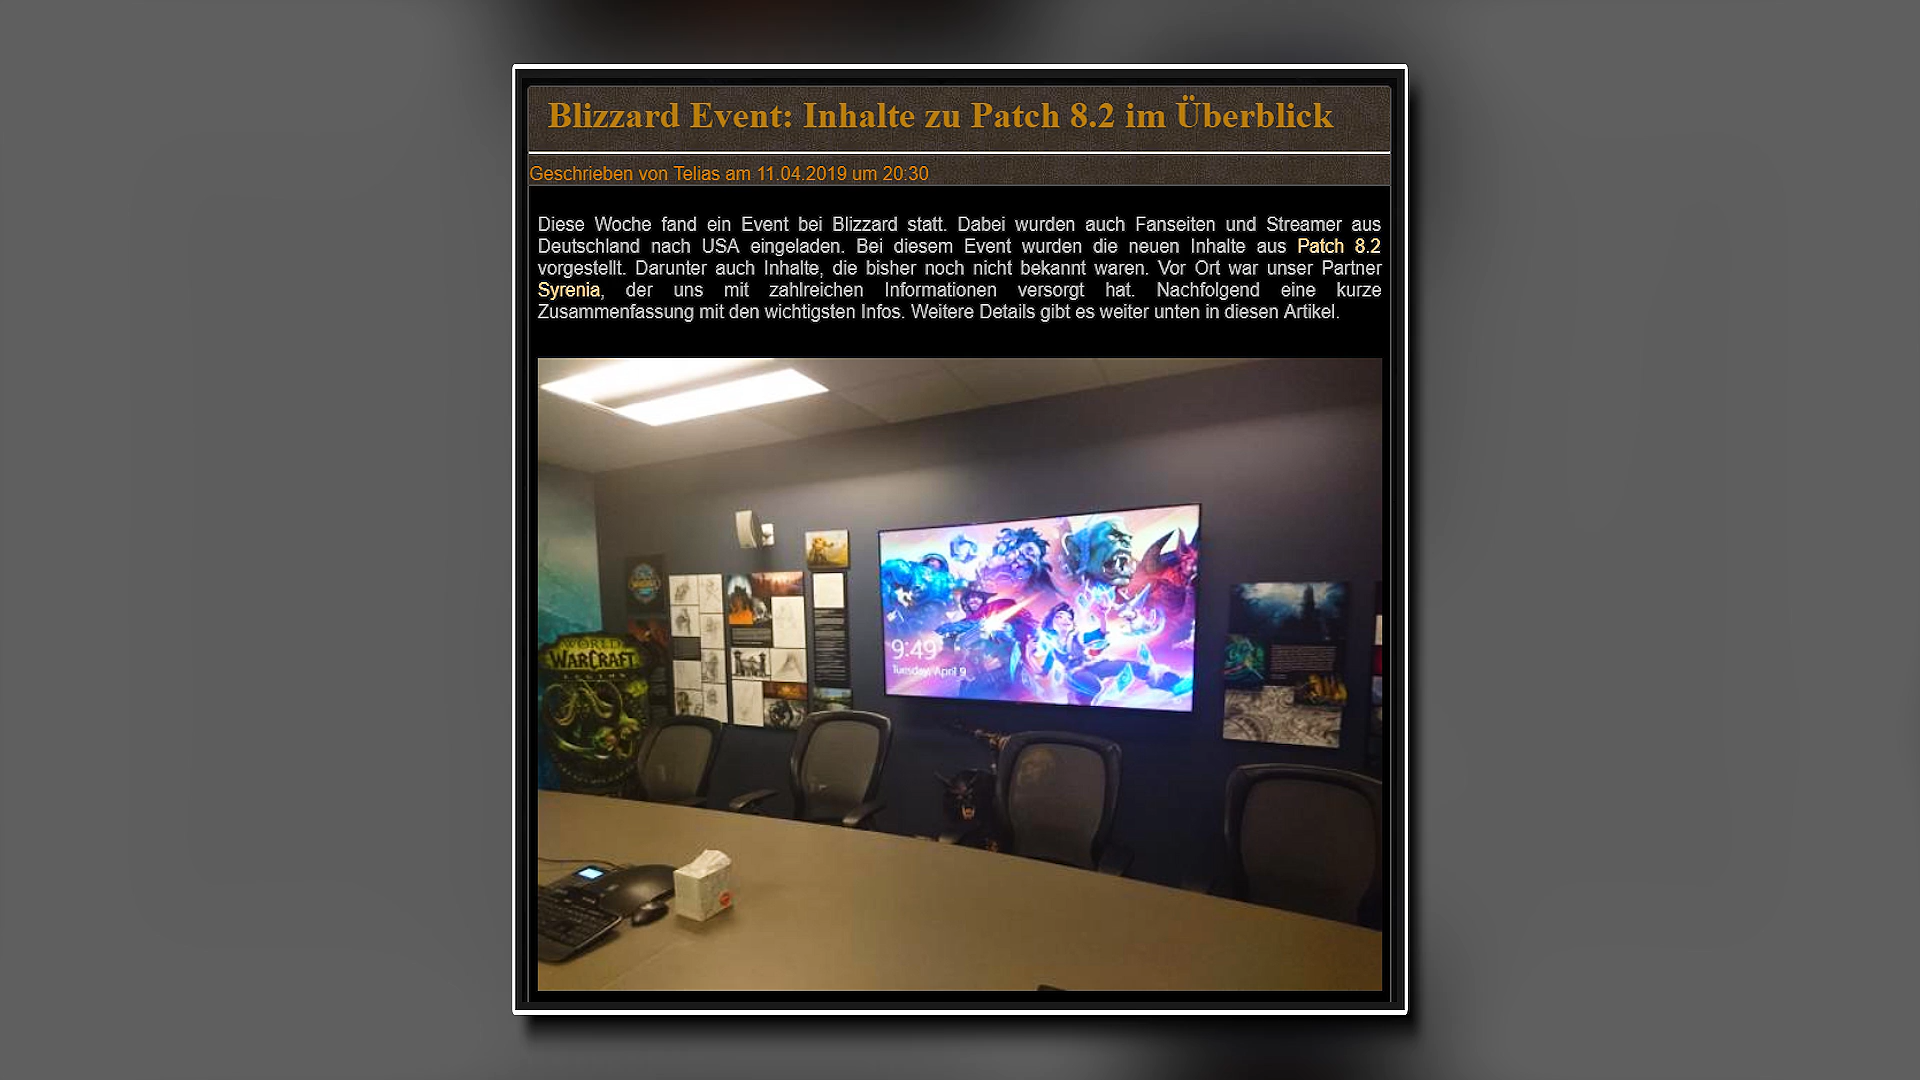 Blizzard Event: Inhalte zu Patch 8.2 im Überblick
Geschrieben von Telias am 11.04.2019 um 20:30
Diese Woche fand ein Event bei Blizzard statt. Dabei wurden auch Fanseiten und Streamer aus
Deutschland nach USA eingeladen. Bei diesem Event wurden die neuen Inhalte aus Patch 8.2
vorgestellt. Darunter auch Inhalte, die bisher noch nicht bekannt waren. Vor Ort war unser Partner
Syrenia, der uns mit zahlreichen Informationen versorgt hat. Nachfolgend eine kurze
Zusammenfassung mit den wichtigsten Infos. Weitere Details gibt es weiter unten in diesen Artikel.
WORLD
WARCRAFT
LEGION
9:49
Tuesday, April 9